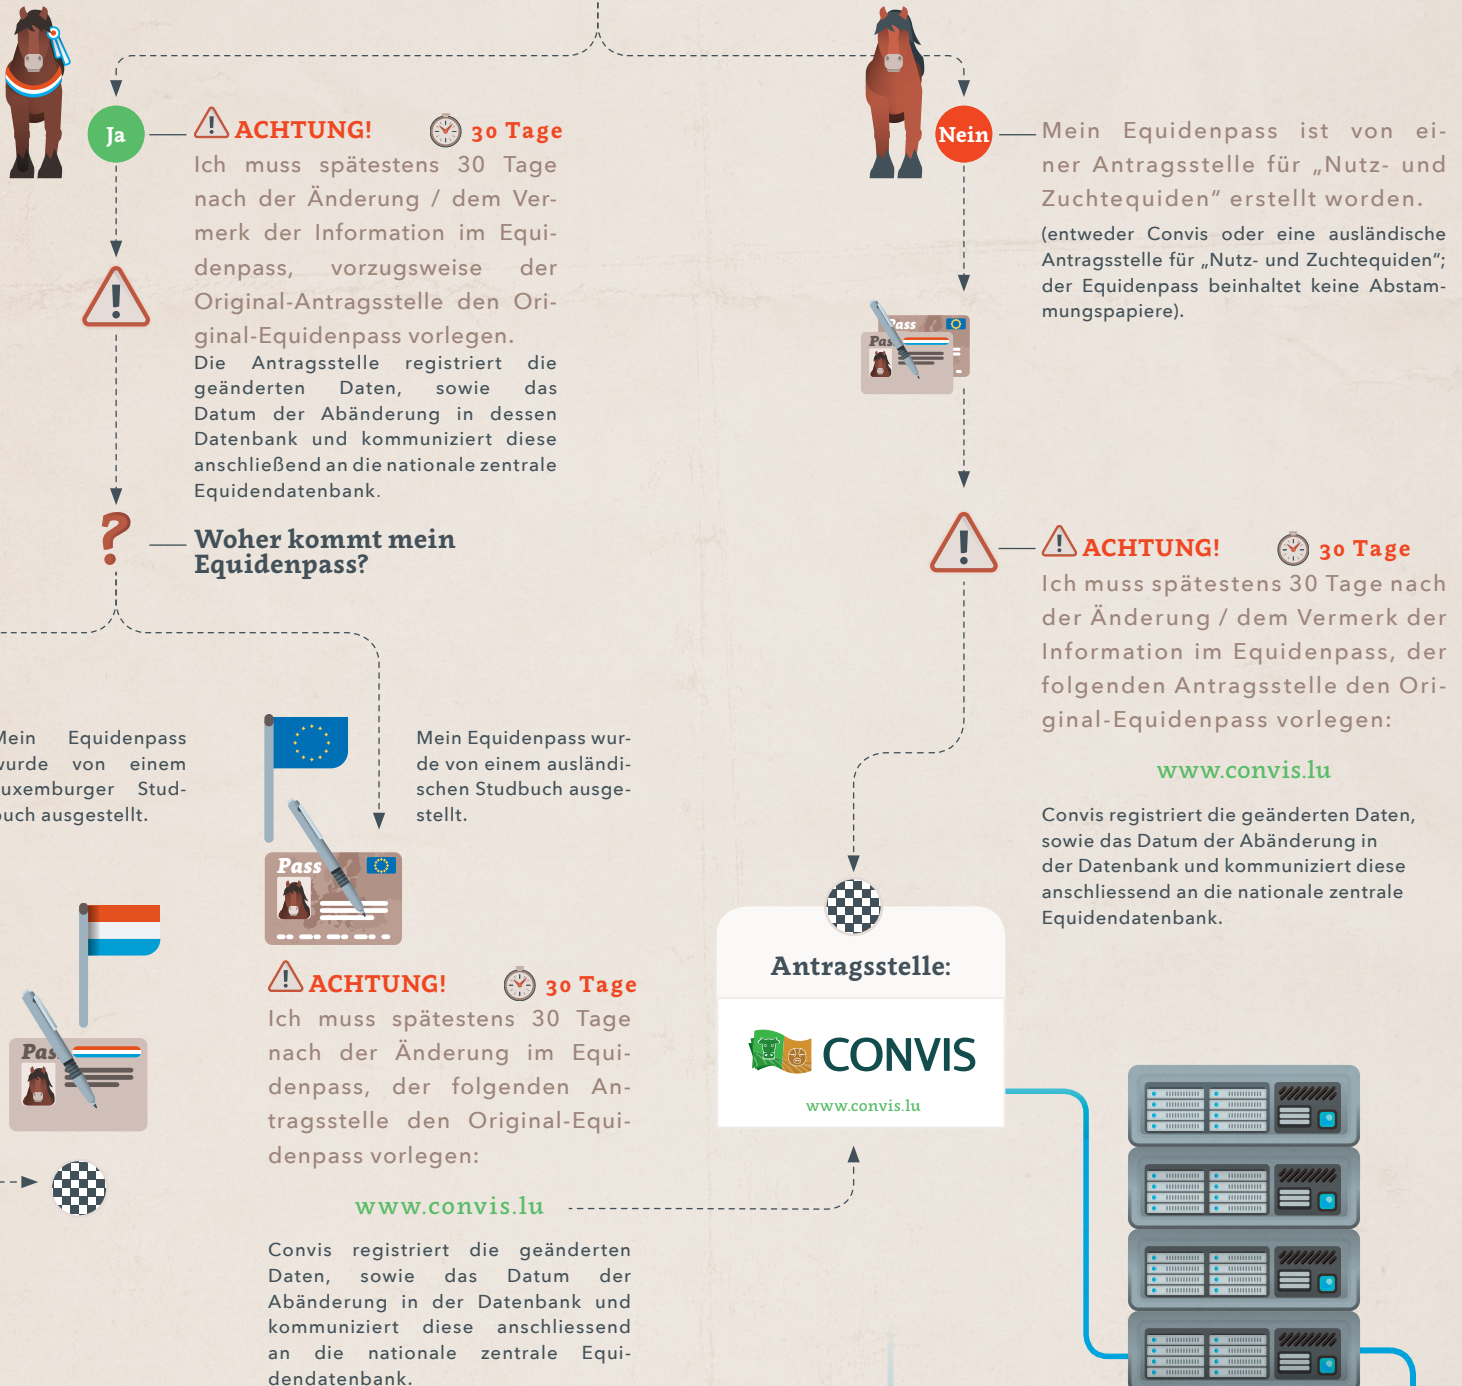 Ja
ACHTUNG!
30 Tage
Ich muss spätestens 30 Tage
nach der Änderung / dem Ver-
merk der Information im Equi-
denpass, vorzugsweise der
Original-Antragsstelle den Ori-
ginal-Equidenpass vorlegen.
Die Antragsstelle registriert die
geänderten Daten, sowie das
Datum der Abänderung in dessen
Datenbank und kommuniziert diese
anschließend an die nationale zentrale
Equidendatenbank.
Woher kommt mein
Equidenpass?
Mein Equidenpass
wurde von einem
Luxemburger Stud-
buch ausgestellt.
Pas
Mein Equidenpass wur-
de von einem ausländi-
schen Studbuch ausge-
stellt.
Pass
ACHTUNG!
30 Tage
Ich muss spätestens 30 Tage
nach der Änderung im Equi-
denpass, der folgenden An-
tragsstelle den Original-Equi-
denpass vorlegen:
www.convis.lu
Convis registriert die geänderten
Daten, sowie das Datum der
Abänderung in der Datenbank und
kommuniziert diese anschliessend
an die nationale zentrale Equi-
dendatenbank.
Nein
Mein Equidenpass ist von ei-
ner Antragsstelle für „Nutz- und
Zuchtequiden“ erstellt worden.
(entweder Convis oder eine ausländische
Antragsstelle für „Nutz- und Zuchtequiden“;
der Equidenpass beinhaltet keine Abstam-
mungspapiere).
Pass
Pas
ACHTUNG!
30 Tage
Ich muss spätestens 30 Tage nach
der Änderung / dem Vermerk der
Information im Equidenpass, der
folgenden Antragsstelle den Ori-
ginal-Equidenpass vorlegen:
www.convis.lu
Convis registriert die geänderten Daten,
sowie das Datum der Abänderung in
der Datenbank und kommuniziert diese
anschliessend an die nationale zentrale
Equidendatenbank.
Antragsstelle:
CONVIS
www.convis.lu